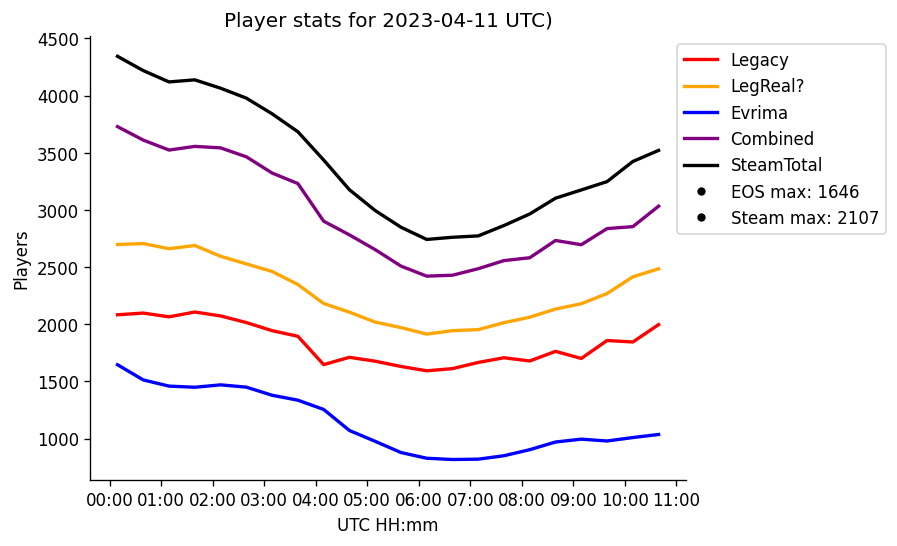 Player stats for 2023-04-11 UTC)
4500
4000
3500
3000
2500
2000
1500
1000
Players
00:00 01:00 02:00 03:00 04:00 05:00 06:00 07:00 08:00 09:00 10:00 11:00
UTC HH:mm
Legacy
LegReal?
Evrima
Combined
SteamTotal
EOS max: 1646
Steam max: 2107